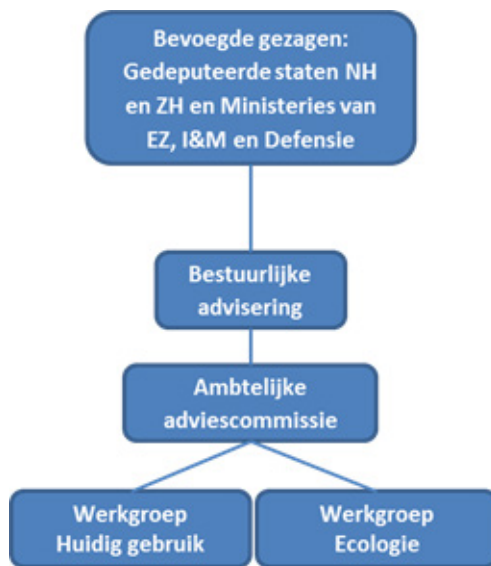 Bevoegde gezagen:
Gedeputeerde staten NH
en ZH en Ministeries van
EZ, I&M en Defensie
Bestuurlijke
advisering
Ambtelijke
adviescommissie
Werkgroep
Huidig gebruik
Werkgroep
Ecologie